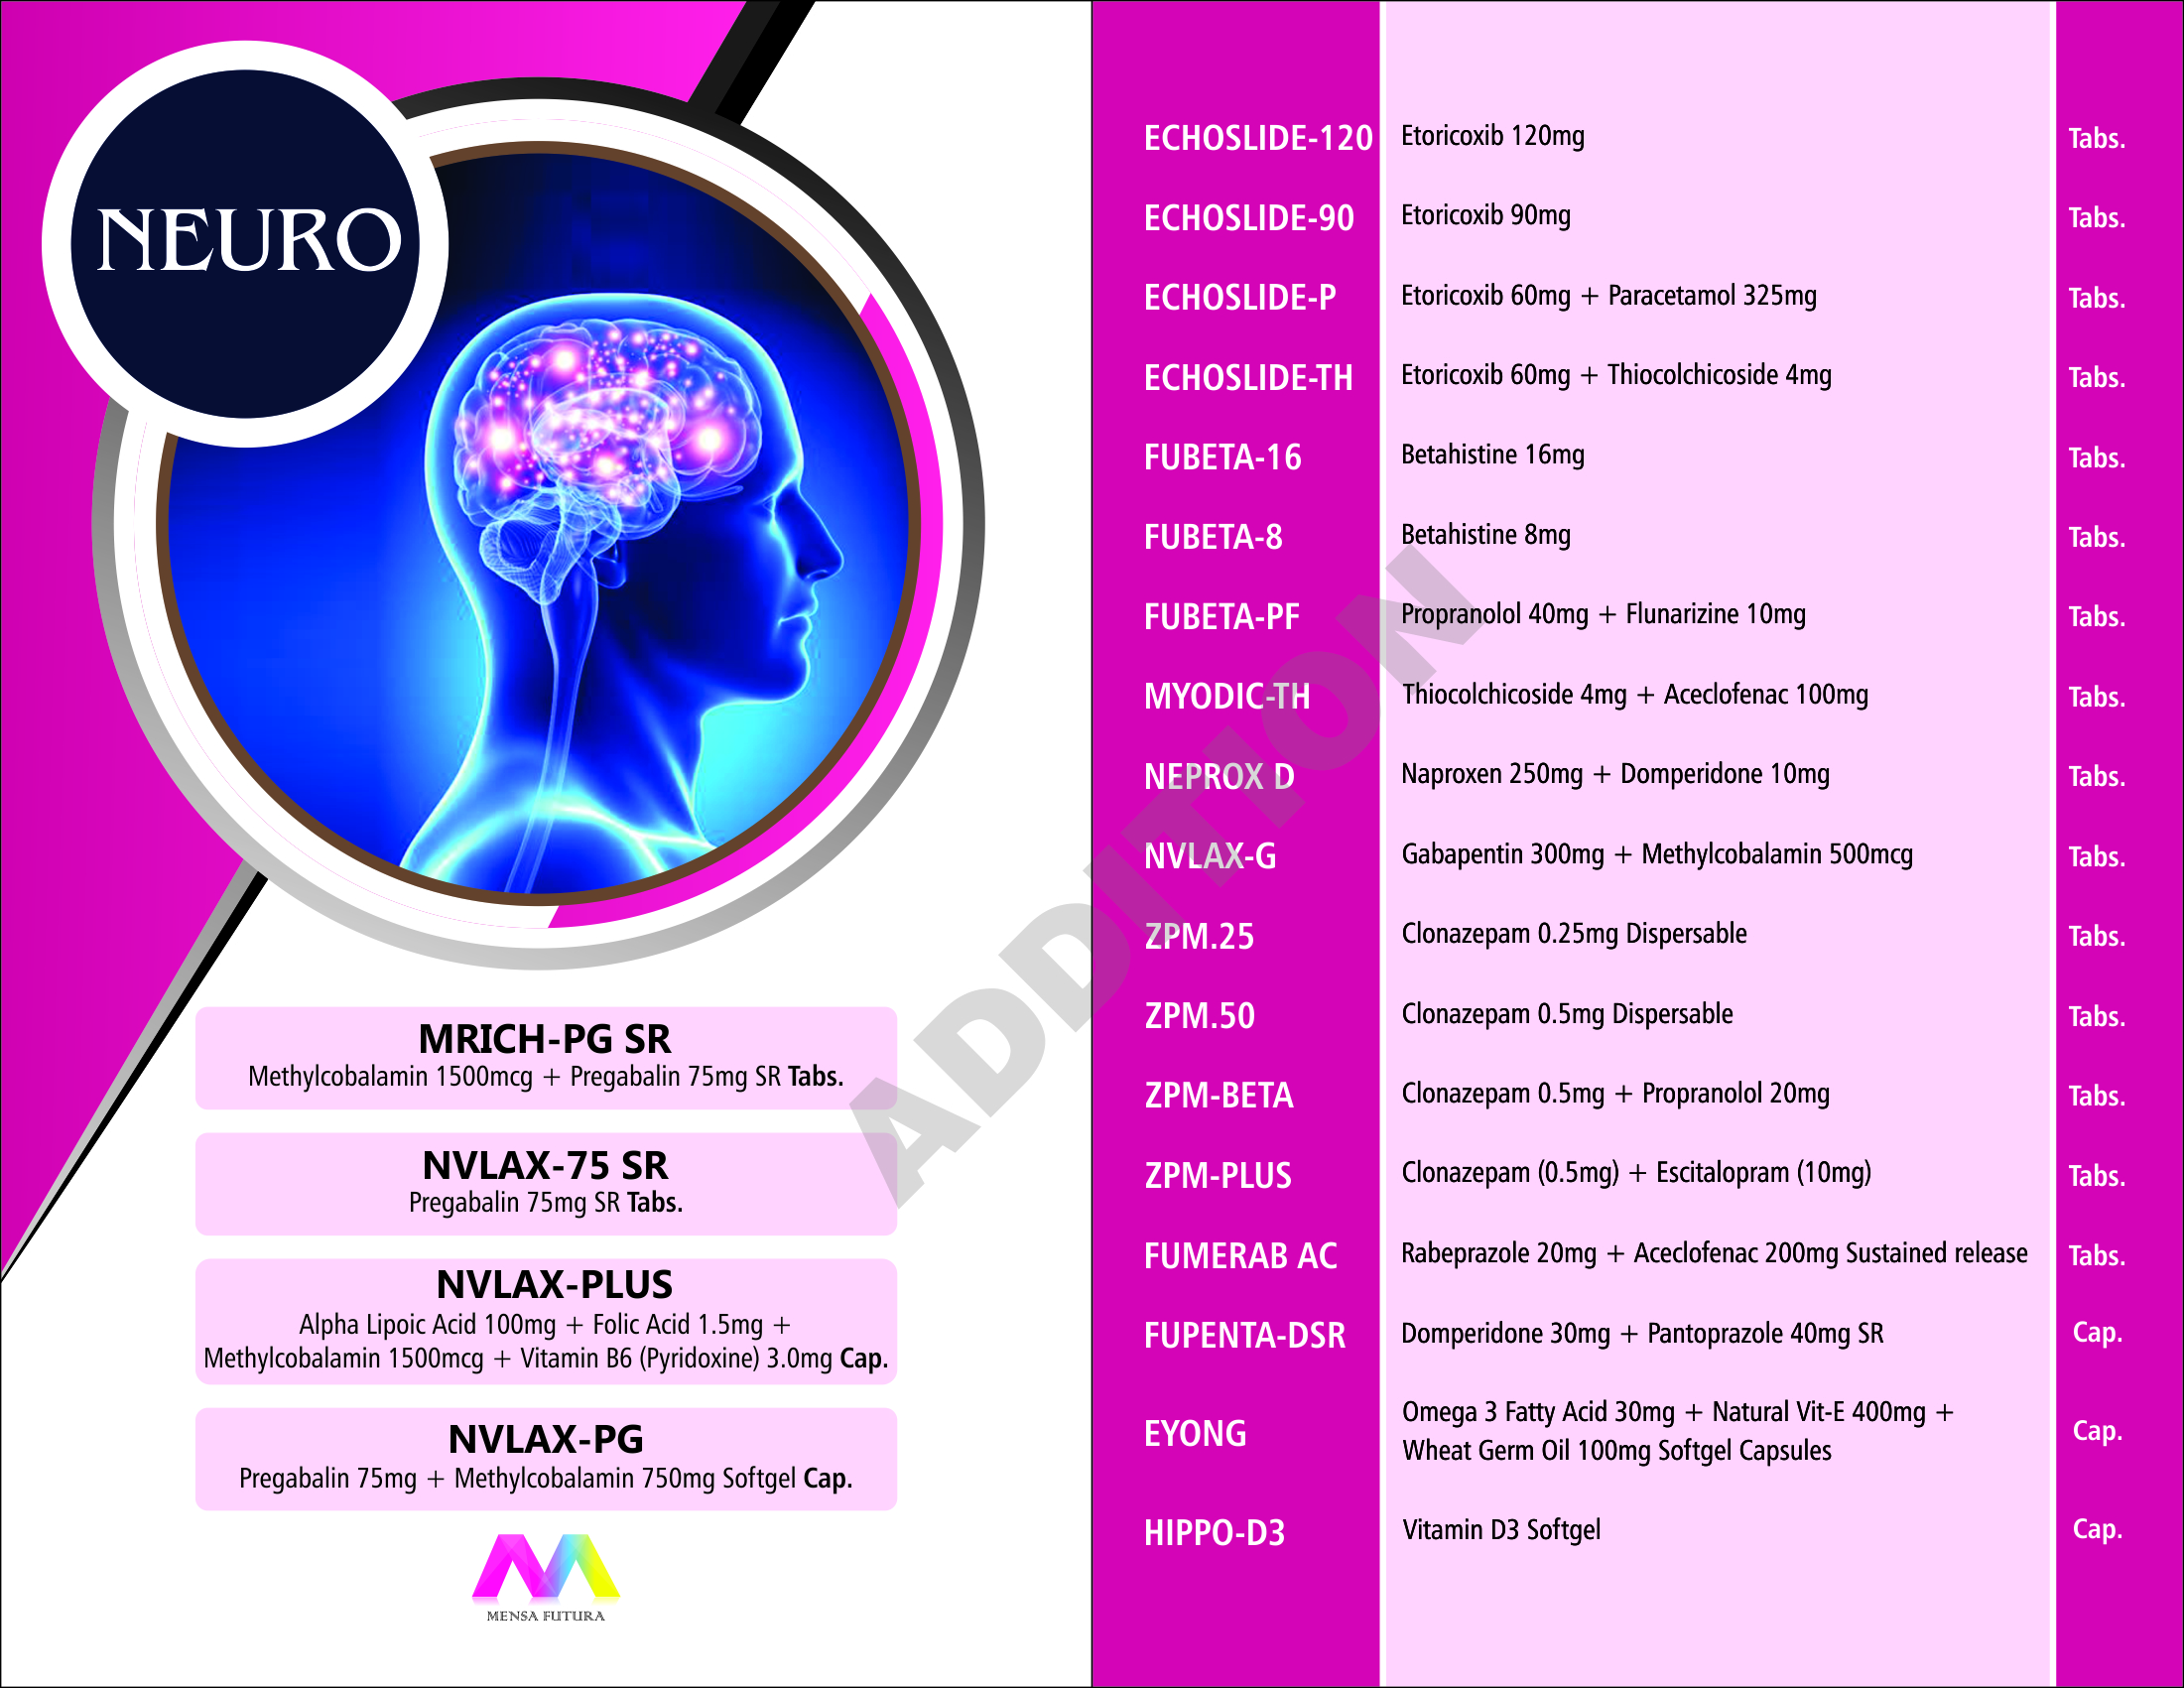 NEURO
MRICH-PG SR
Methylcobalamin 1500mcg + Pregabalin 75mg SR Tabs.
NVLAX-75 SR
Pregabalin 75mg SR Tabs.
NVLAX-PLUS
Alpha Lipoic Acid 100mg + Folic Acid 1.5mg +
Methylcobalamin 1500mcg + Vitamin B6 (Pyridoxine) 3.0mg Cap.
NVLAX-PG
Pregabalin 75mg + Methylcobalamin 750mg Softgel Cap.
MENSA FUTURA
ADDITION
ECHOSLIDE-120 Etoricoxib 120mg Tabs.
ECHOSLIDE-90 Etoricoxib 90mg Tabs.
ECHOSLIDE-P Etoricoxib 60mg + Paracetamol 325mg Tabs.
ECHOSLIDE-TH Etoricoxib 60mg + Thiocolchicoside 4mg Tabs.
FUBETA-16 Betahistine 16mg Tabs.
FUBETA-8 Betahistine 8mg Tabs.
FUBETA-PF Propranolol 40mg + Flunarizine 10mg Tabs.
MYODIC-TH Thiocolchicoside 4mg + Aceclofenac 100mg Tabs.
NEPROX D Naproxen 250mg + Domperidone 10mg Tabs.
NVLAX-G Gabapentin 300mg + Methylcobalamin 500mcg Tabs.
ZPM.25 Clonazepam 0.25mg Dispersable Tabs.
ZPM.50 Clonazepam 0.5mg Dispersable Tabs.
ZPM-BETA Clonazepam 0.5mg + Propranolol 20mg Tabs.
ZPM-PLUS Clonazepam (0.5mg) + Escitalopram (10mg) Tabs.
FUMERAB AC Rabeprazole 20mg + Aceclofenac 200mg Sustained release Tabs.
FUPENTA-DSR Domperidone 30mg + Pantoprazole 40mg SR Cap.
EYONG Omega 3 Fatty Acid 30mg + Natural Vit-E 400mg +
Wheat Germ Oil 100mg Softgel Capsules Cap.
HIPPO-D3 Vitamin D3 Softgel Cap.